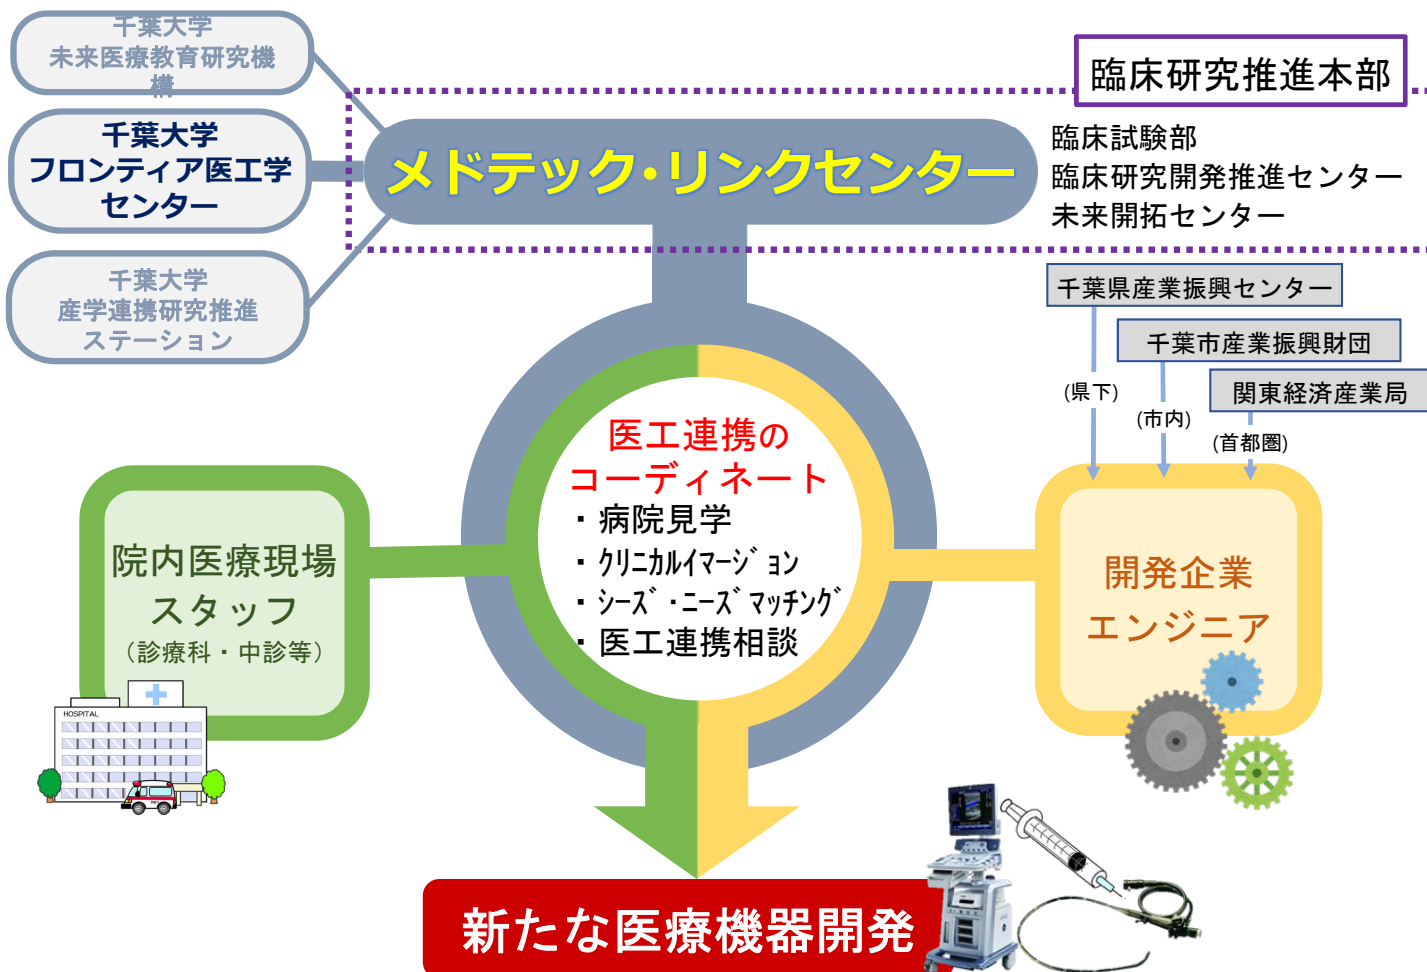 千葉大学
未来医療教育研究機
構
千葉大学
フロンティア医工学
センター
千葉大学
産学連携研究推進
ステーション
メドテック・リンクセンター
臨床研究推進本部
臨床試験部
臨床研究開発推進センター
未来開拓センター
千葉県産業振興センター
千葉市産業振興財団
関東経済産業局
(県下)
(市内)
(首都圏)
医工連携の
コーディネート
・病院見学
・ｸﾘﾆｶﾙｲﾏｰｼﾞｮﾝ
・ｼｰｽﾞ・ﾆｰｽﾞﾏｯﾁﾝｸﾞ
・医工連携相談
院内医療現場
スタッフ
（診療科・中診等）
HOSPITAL
開発企業
エンジニア
新たな医療機器開発